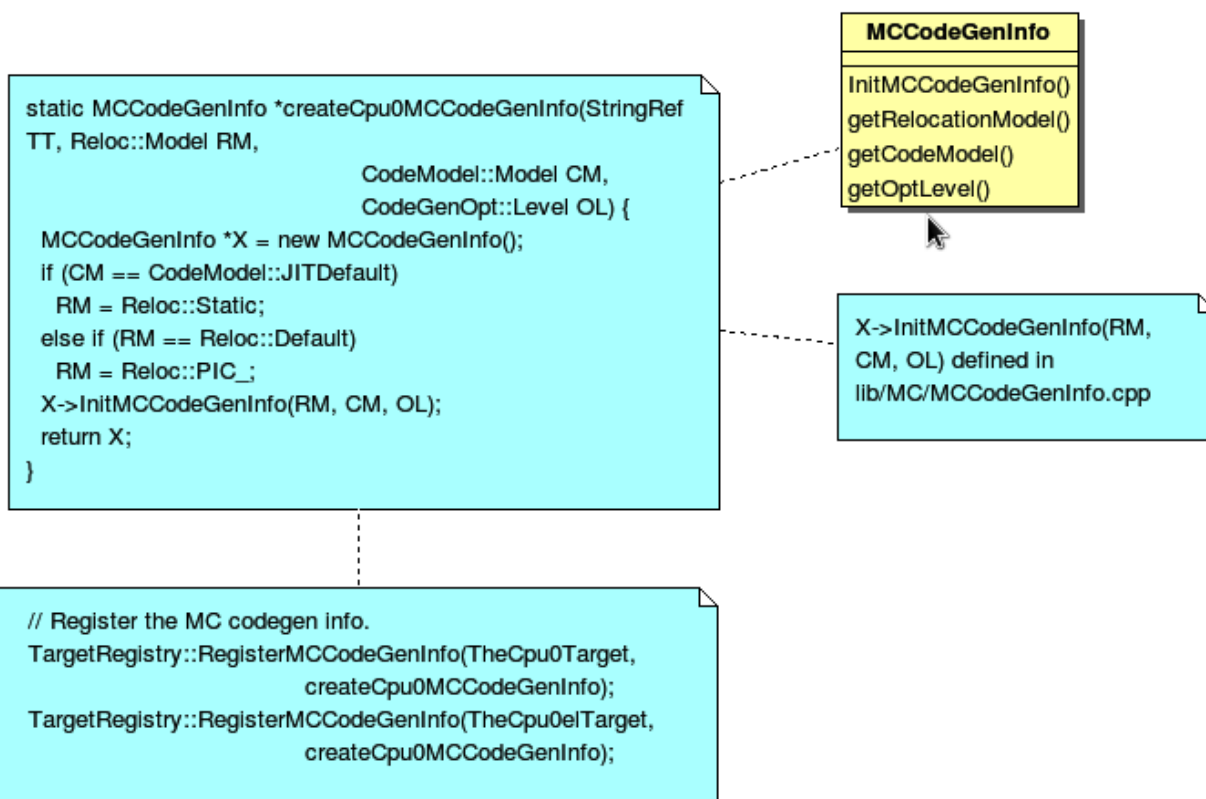 MCCodeGenInfo
InitMCCodeGenInfo()
getRelocationModel()
getCodeModel()
getOptLevel()
static MCCodeGenInfo *createCpu0MCCodeGenInfo(StringRef
TT, Reloc::Model RM,
CodeModel::Model CM,
CodeGenOpt::Level OL) {
MCCodeGenInfo *X = new MCCodeGenInfo();
if (CM == CodeModel::JITDefault)
RM = Reloc::Static;
else if (RM == Reloc::Default)
RM = Reloc::PIC_;
X->InitMCCodeGenInfo(RM, CM, OL);
return X;
}
X->InitMCCodeGenInfo(RM,
CM, OL) defined in
lib/MC/MCCodeGenInfo.cpp
// Register the MC codegen info.
TargetRegistry::RegisterMCCodeGenInfo(TheCpu0Target,
createCpu0MCCodeGenInfo);
TargetRegistry::RegisterMCCodeGenInfo(TheCpu0elTarget,
createCpu0MCCodeGenInfo);